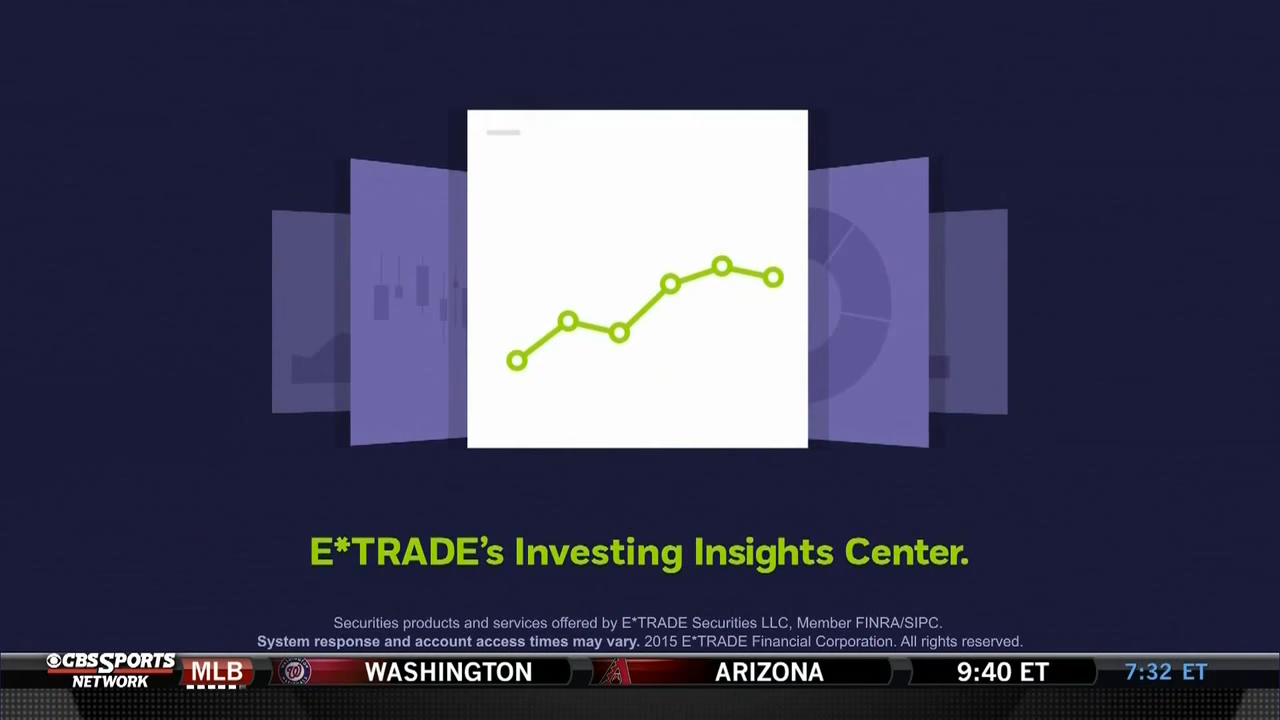 E*TRADE's Investing Insights Center.
Securities products and services offered by E*TRADE Securities LLC, Member FINRA/SIPC.
System response and account access times may vary. 2015 E*TRADE Financial Corporation. All rights reserved.
CBS SPORTS NETWORK MLB W WASHINGTON A ARIZONA 9:40 ET 7:32 ET